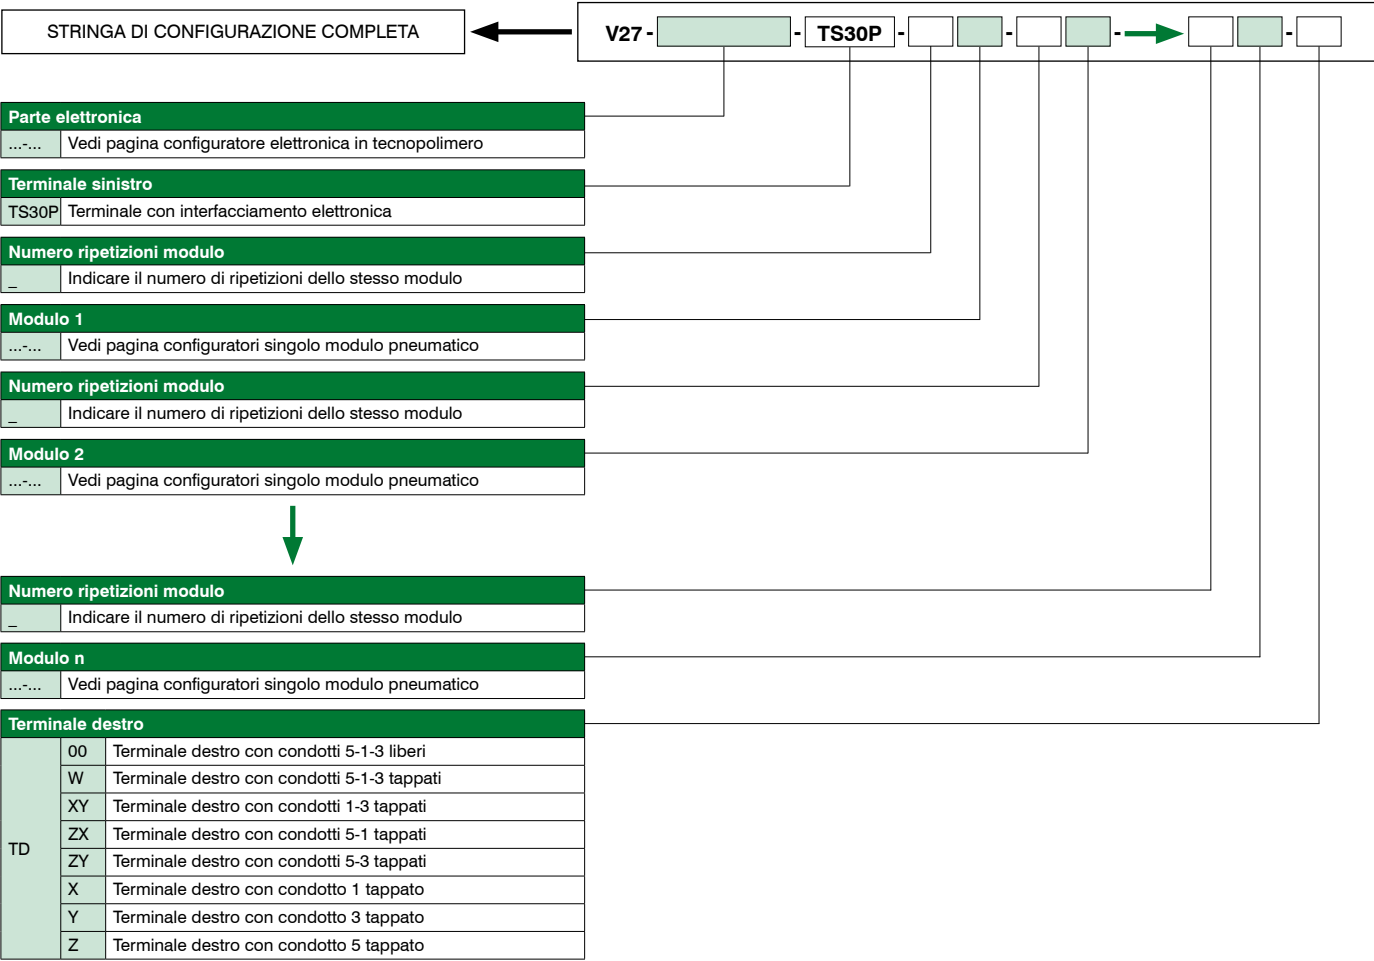 STRINGA DI CONFIGURAZIONE COMPLETA
V27 - - TS30P - - - -
Parte elettronica
...-... Vedi pagina configuratore elettronica in tecnopolimero
Terminale sinistro
TS30P Terminale con interfacciamento elettronica
Numero ripetizioni modulo
_ Indicare il numero di ripetizioni dello stesso modulo
Modulo 1
...-... Vedi pagina configuratori singolo modulo pneumatico
Numero ripetizioni modulo
_ Indicare il numero di ripetizioni dello stesso modulo
Modulo 2
...-... Vedi pagina configuratori singolo modulo pneumatico
Numero ripetizioni modulo
_ Indicare il numero di ripetizioni dello stesso modulo
Modulo n
...-... Vedi pagina configuratori singolo modulo pneumatico
Terminale destro
TD
00 Terminale destro con condotti 5-1-3 liberi
W Terminale destro con condotti 5-1-3 tappati
XY Terminale destro con condotti 1-3 tappati
ZX Terminale destro con condotti 5-1 tappati
ZY Terminale destro con condotti 5-3 tappati
X Terminale destro con condotto 1 tappato
Y Terminale destro con condotto 3 tappato
Z Terminale destro con condotto 5 tappato